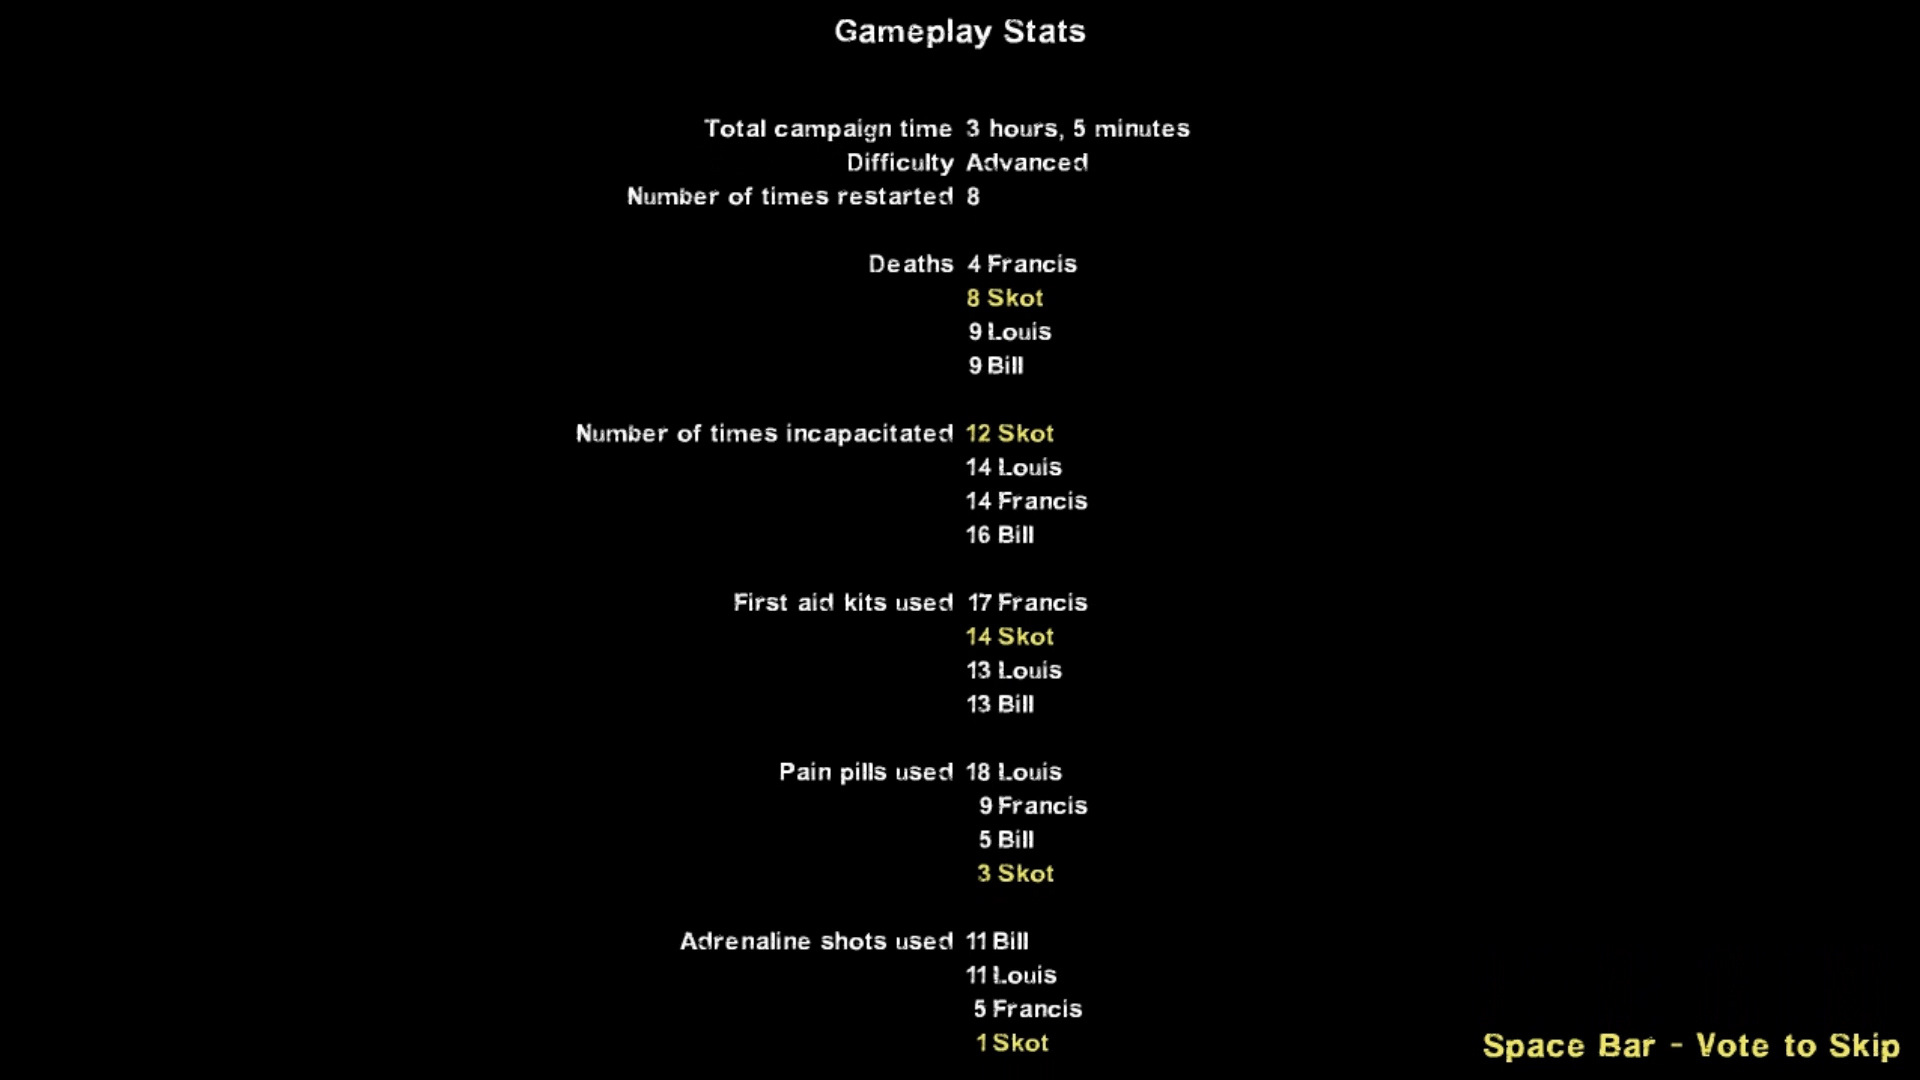 Gameplay Stats
Total campaign time 3 hours, 5 minutes
Difficulty Advanced
Number of times restarted 8
Deaths 4 Francis
8 Skot
9 Louis
9 Bill
Number of times incapacitated 12 Skot
14 Louis
14 Francis
16 Bill
First aid kits used 17 Francis
14 Skot
13 Louis
13 Bill
Pain pills used 18 Louis
9 Francis
5 Bill
3 Skot
Adrenaline shots used 11 Bill
11 Louis
5 Francis
1 Skot
Space Bar - Vote to Skip